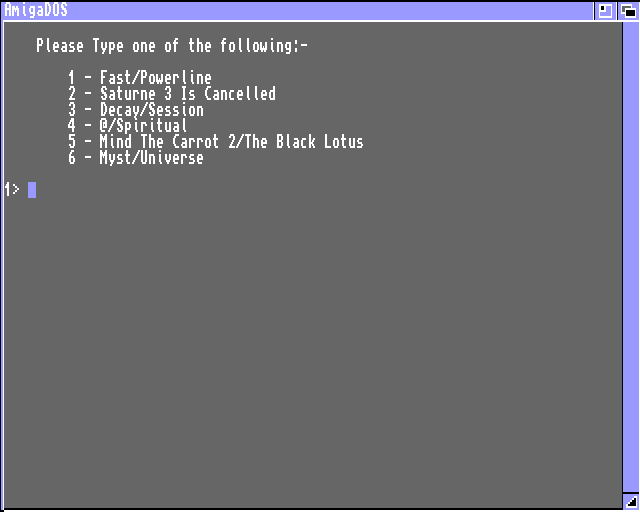 AmigaDOS
Please Type one of the following:-
1 - Fast/Powerline
2 - Saturne 3 Is Cancelled
3 - Decay/Session
4 - @/Spiritual
5 - Mind The Carrot 2/The Black Lotus
6 - Myst/Universe
1>